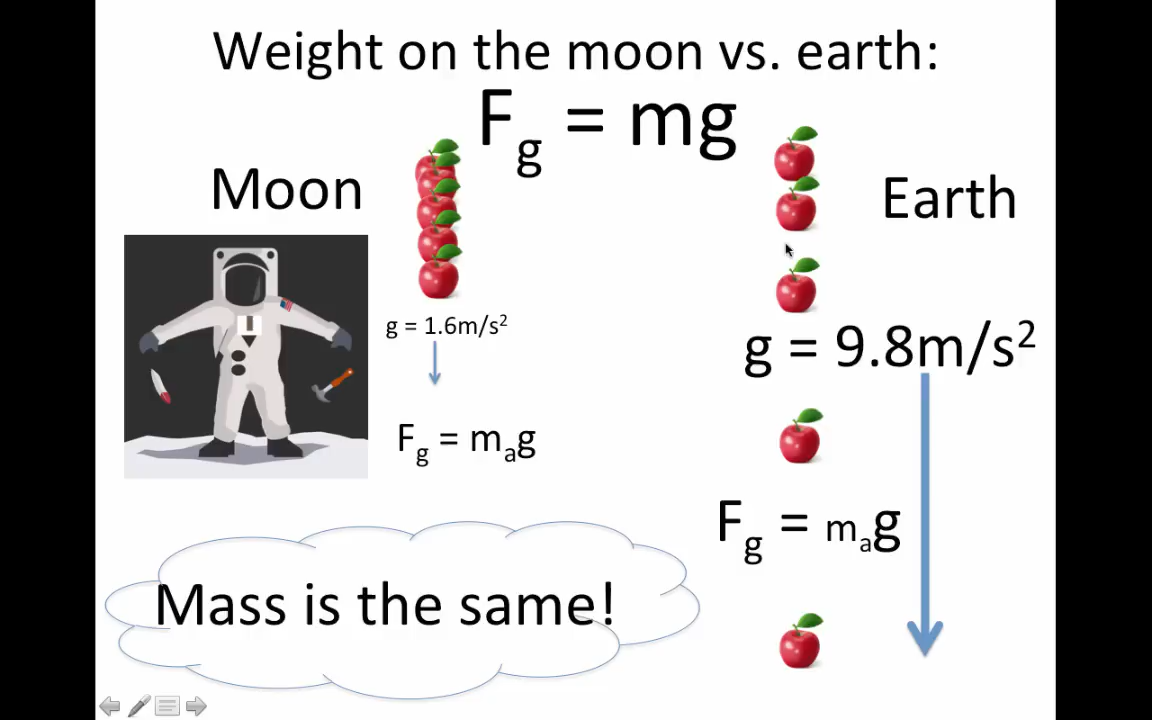 Weight on the moon vs. earth:
Fg = mg
Moon
Earth
g = 1.6m/s²
g = 9.8m/s²
Fg = mag
Fg = mag
Mass is the same!